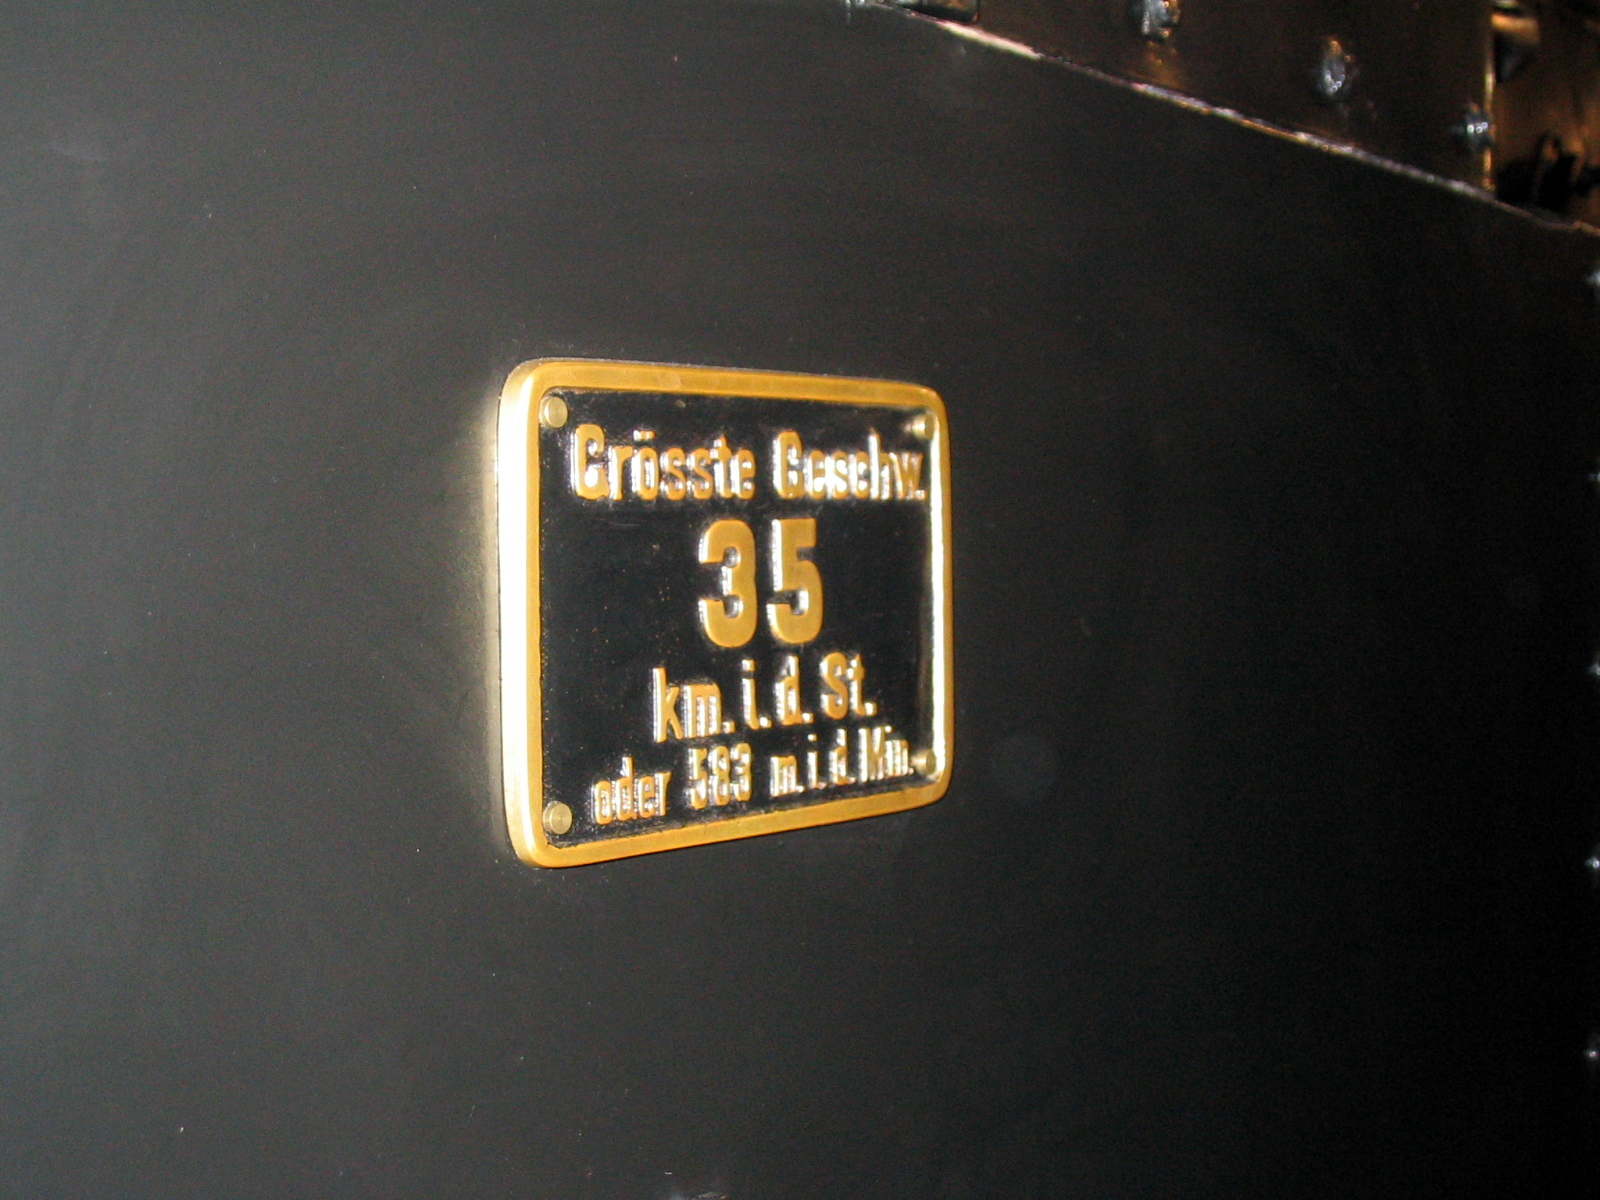 Grösste Geschw.
35
km. i. d. St.
oder 583 m. i. d. Min.